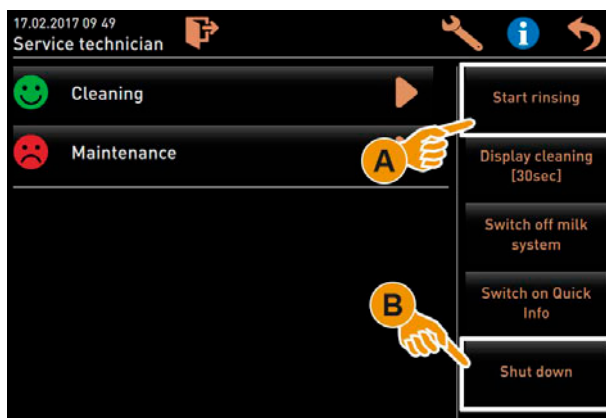 17.02.2017 09 49
Service technician
Cleaning
Maintenance
Start rinsing
A
Display cleaning
[30sec]
Switch off milk
system
Switch on Quick
Info
B
Shut down